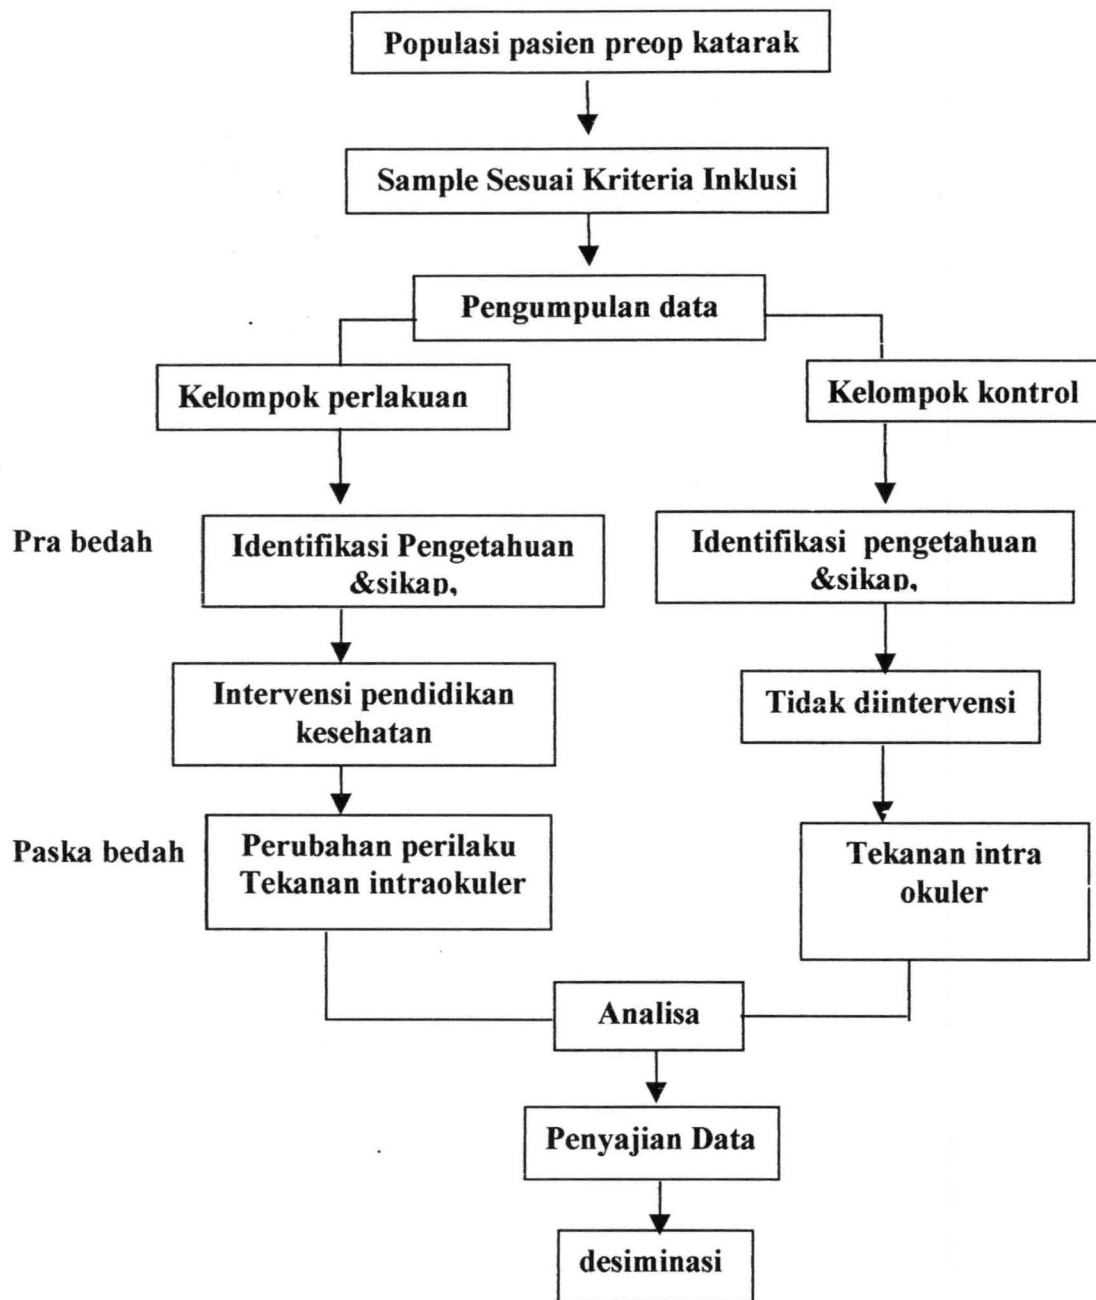 Populasi pasien preop katarak
Sample Sesuai Kriteria Inklusi
Pengumpulan data
Kelompok perlakuan
Kelompok kontrol
Pra bedah
Identifikasi Pengetahuan
&sikap,
Identifikasi pengetahuan
&sikap,
Intervensi pendidikan
kesehatan
Tidak diintervensi
Paska bedah
Perubahan perilaku
Tekanan intraokuler
Tekanan intra
okuler
Analisa
Penyajian Data
desiminasi